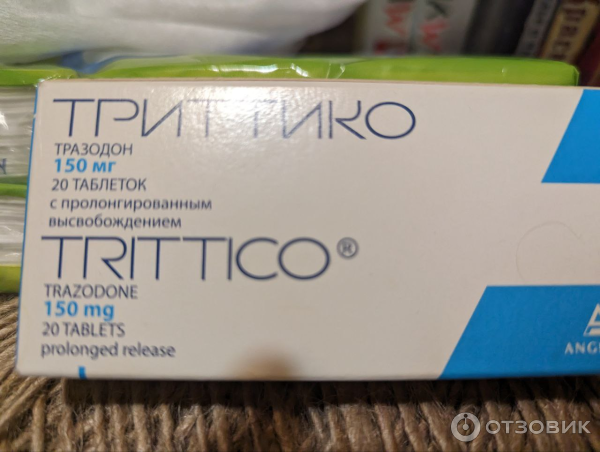 ТРИТТИКО
ТРАЗОДОН
150 мг
20 ТАБЛЕТОК
с пролонгированным
высвобождением
TRITTICO®
TRAZODONE
150 mg
20 TABLETS
prolonged release
ОТЗОВИК